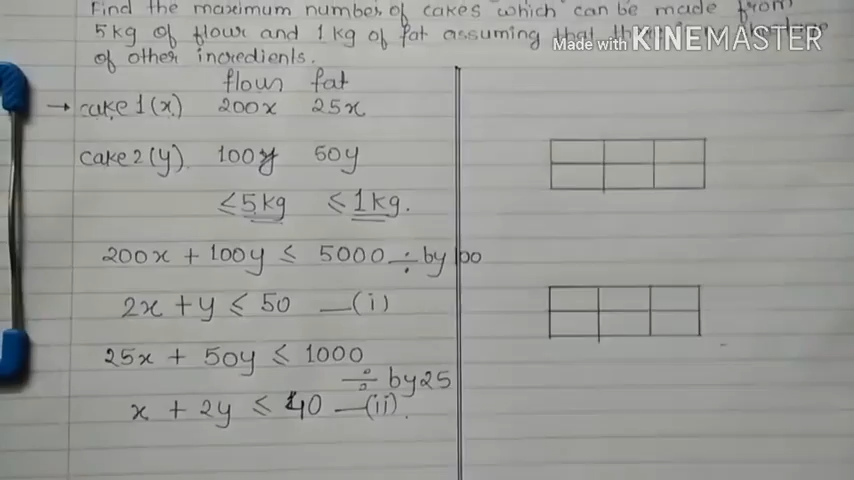 Find the maximum number of cakes which can be made from
5kg of flour and 1kg of fat assuming that
of other incredients.
Made with KINEMASTER
flour fat
→ cake 1(x) 200x 25x
cake 2(y) 100y 50y
≤5kg ≤ 1kg.
200x + 100y ≤ 5000 ÷ by 100
2x + y ≤ 50 —(i)
25x + 50y ≤ 1000
÷ by 25
x + 2y ≤ 40 —(ii).